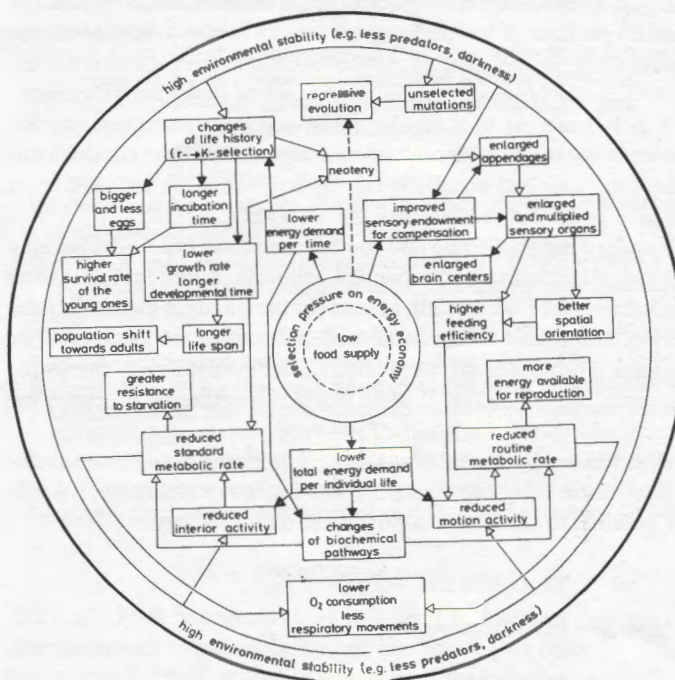 high environmental stability (e.g. less predators, darkness)
regressive
evolution
unselected
mutations
changes
of life history
(r-→K-selection)
neoteny
enlarged
appendages
bigger
and less
eggs
longer
incubation
time
lower
energy demand
per time
improved
sensory endowment
for compensation
enlarged
and multiplied
sensory organs
higher
survival rate
of the
young ones
lower
growth rate
longer
developmental time
enlarged
brain centers
selection pressure on energy economy
low
food supply
higher
feeding
efficiency
better
spatial
orientation
population shift
towards adults
longer
life span
greater
resistance
to starvation
more
energy available
for reproduction
reduced
standard
metabolic rate
lower
total energy demand
per individual life
reduced
routine
metabolic rate
reduced
interior activity
changes
of biochemical
pathways
reduced
motion activity
lower
O₂ consumption
less
respiratory movements
high environmental stability (e.g. less predators, darkness)